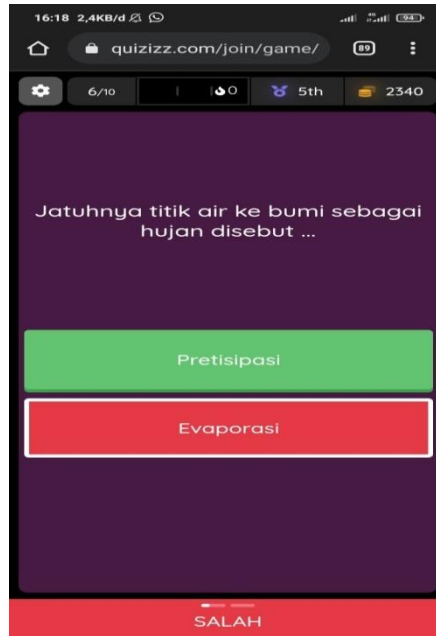 16:18 2,4KB/d 94
quizizz.com/join/game/ 89
6/10 0 5th 2340
Jatuhnya titik air ke bumi sebagai
hujan disebut ...
Pretisipasi
Evaporasi
SALAH